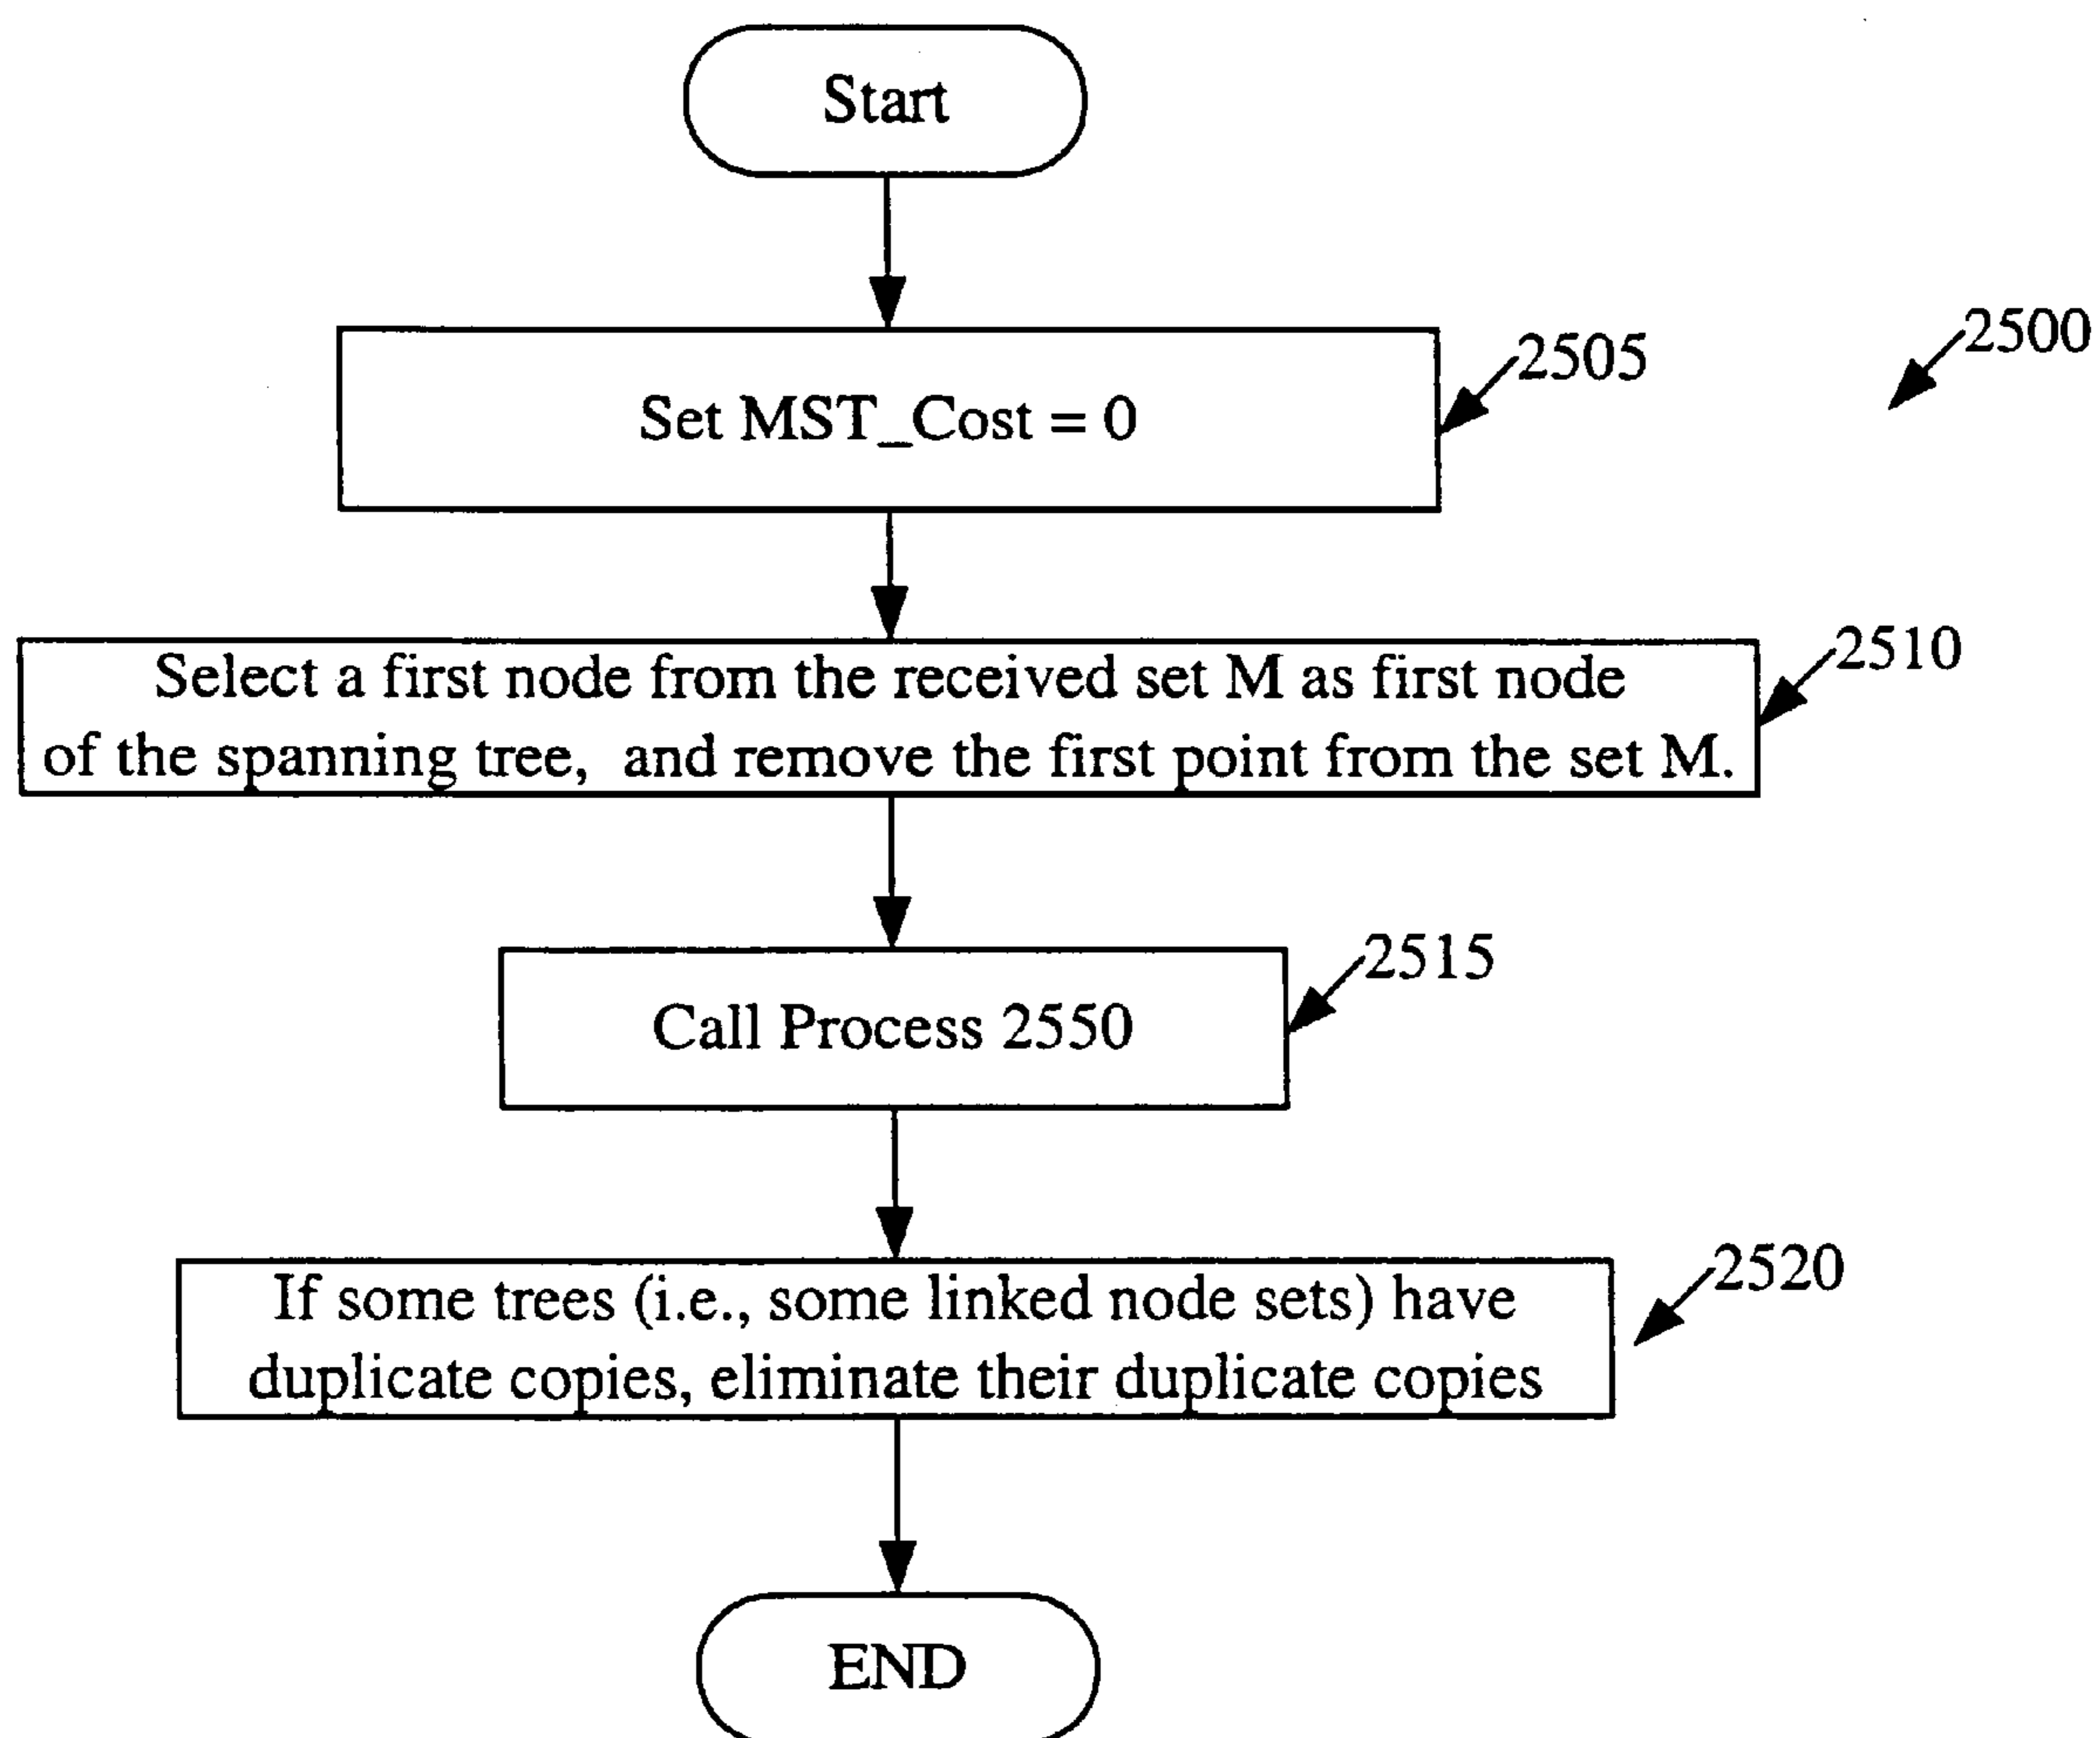 Start
2500
2505
Set MST_Cost = 0
2510
Select a first node from the received set M as first node
of the spanning tree, and remove the first point from the set M.
2515
Call Process 2550
2520
If some trees (i.e., some linked node sets) have
duplicate copies, eliminate their duplicate copies
END